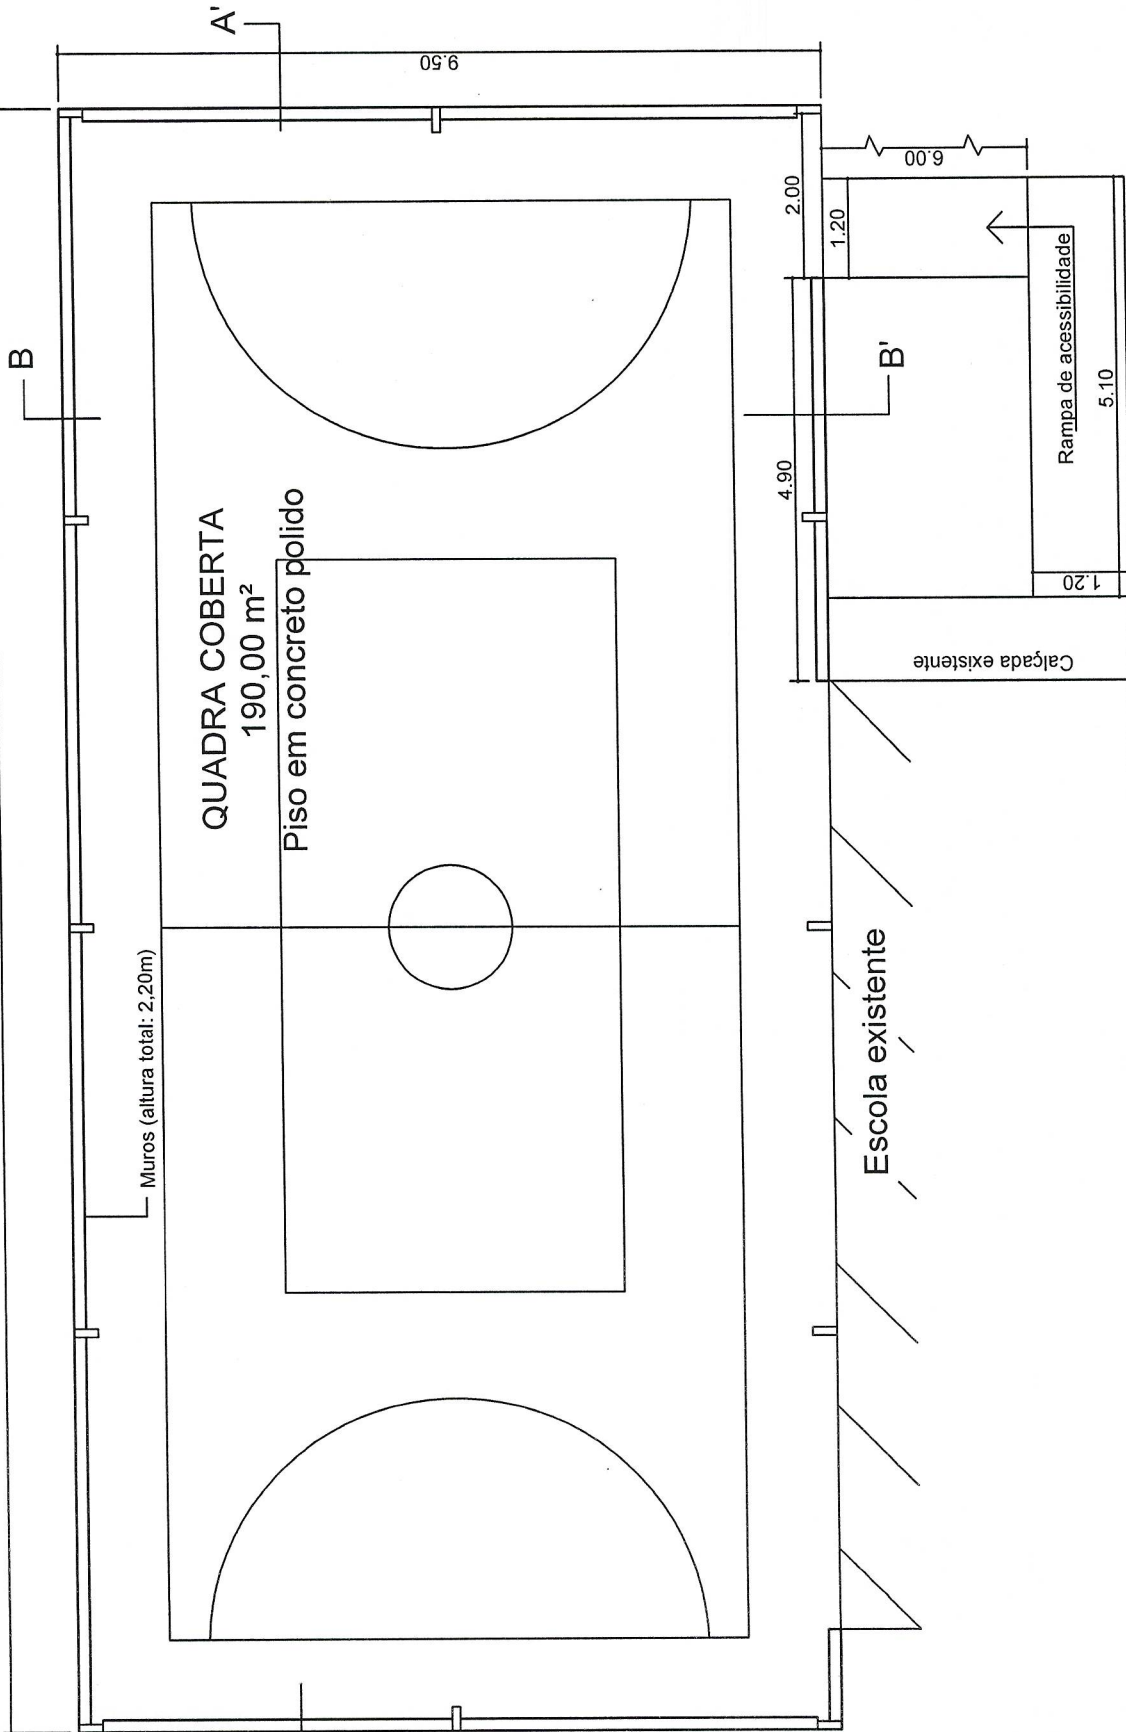 A'
9.50
B
QUADRA COBERTA
190,00 m²
Piso em concreto polido
Muros (altura total: 2,20m)
2.00
1.20
6.00
4.90
B'
Rampa de acessibilidade
5.10
1.20
Calçada existente
Escola existente